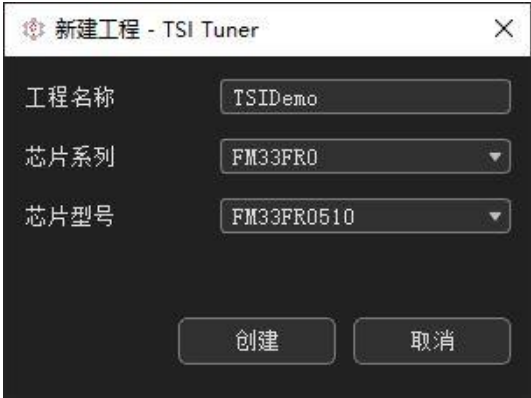 新建工程 - TSI Tuner
工程名称 TSIDemo
芯片系列 FM33FR0
芯片型号 FM33FR0510
创建 取消